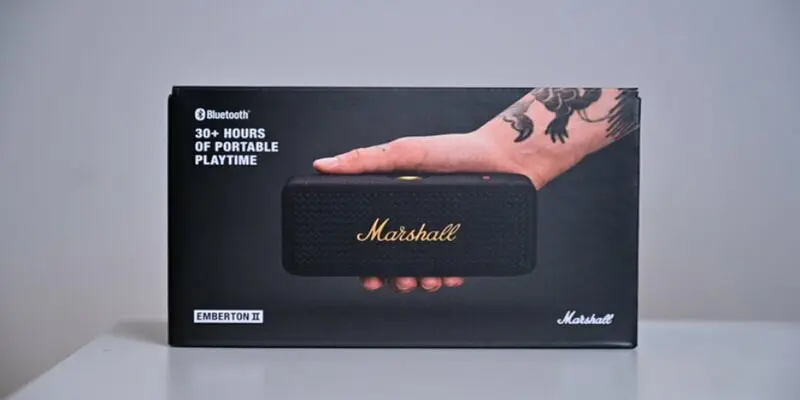 Bluetooth®
30+ HOURS
OF PORTABLE
PLAYTIME
Marshall
EMBERTON II
Marshall